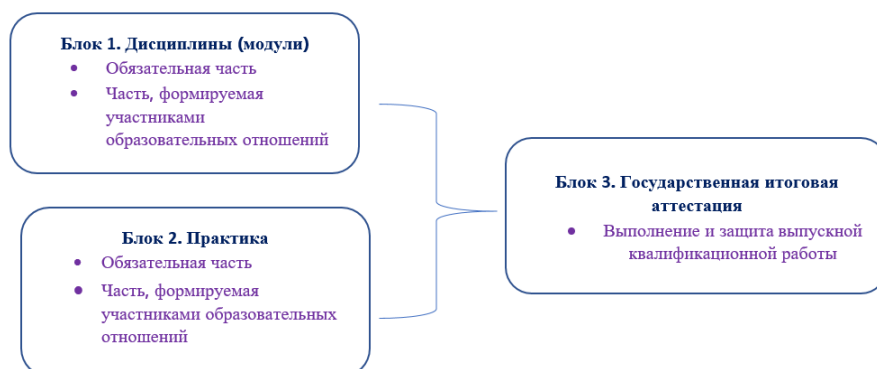 Блок 1. Дисциплины (модули)
• Обязательная часть
• Часть, формируемая
участниками
образовательных отношений
Блок 2. Практика
• Обязательная часть
• Часть, формируемая
участниками образовательных
отношений
Блок 3. Государственная итоговая
аттестация
• Выполнение и защита выпускной
квалификационной работы